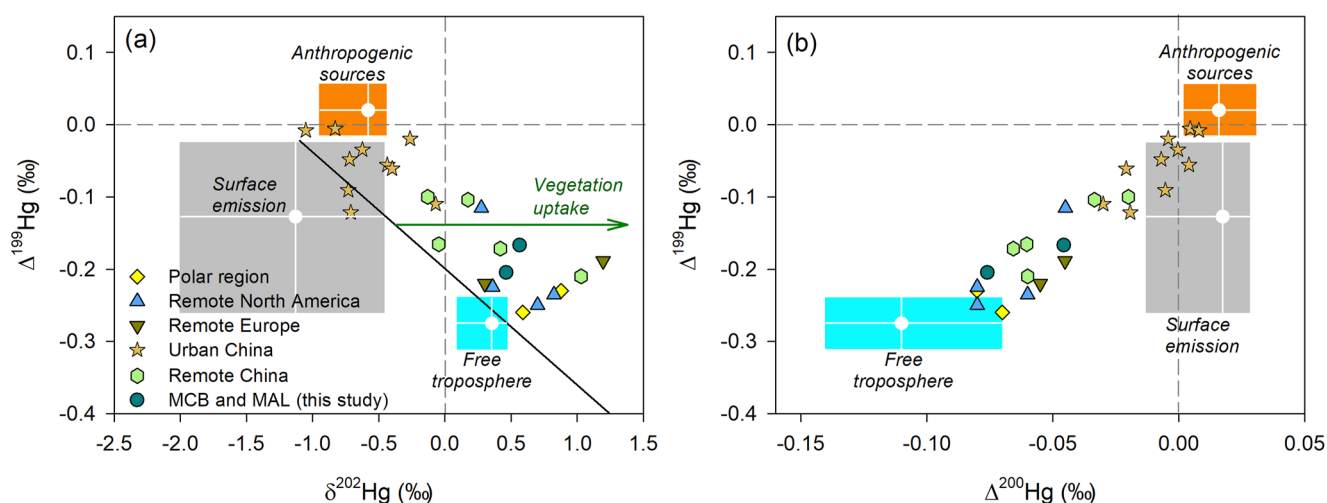 (a)
Anthropogenic
sources
Surface
emission
Vegetation
uptake
Free
troposphere
Polar region
Remote North America
Remote Europe
Urban China
Remote China
MCB and MAL (this study)
0.1
0.0
-0.1
-0.2
-0.3
-0.4
Δ¹⁹⁹Hg (‰)
-2.5 -2.0 -1.5 -1.0 -0.5 0.0 0.5 1.0 1.5
δ²⁰²Hg (‰)
(b)
Anthropogenic
sources
Surface
emission
Free
troposphere
0.1
0.0
-0.1
-0.2
-0.3
-0.4
Δ¹⁹⁹Hg (‰)
-0.15 -0.10 -0.05 0.00 0.05
Δ²⁰⁰Hg (‰)